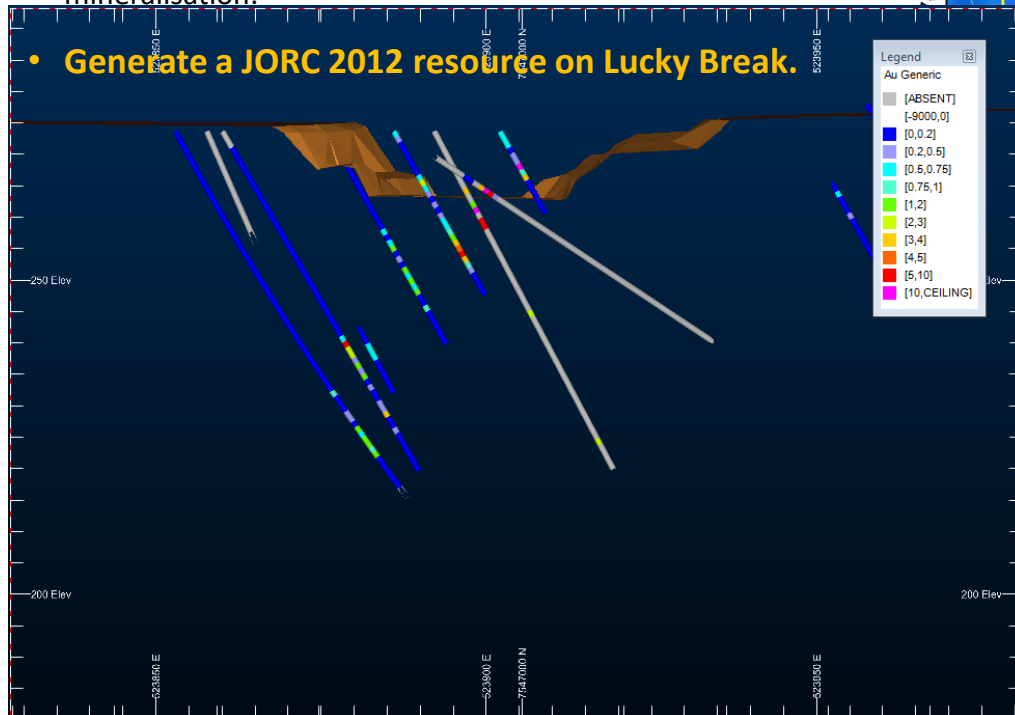 mineralisation.
• Generate a JORC 2012 resource on Lucky Break.
523850 E
523900 E
7547000 N
523950 E
Legend
Au Generic
[ABSENT]
[-9000,0]
[0,0.2]
[0.2,0.5]
[0.5,0.75]
[0.75,1]
[1,2]
[2,3]
[3,4]
[4,5]
[5,10]
[10,CEILING]
250 Elev
Elev
200 Elev
200 Elev
523850 E
523900 E
7547000 N
523950 E